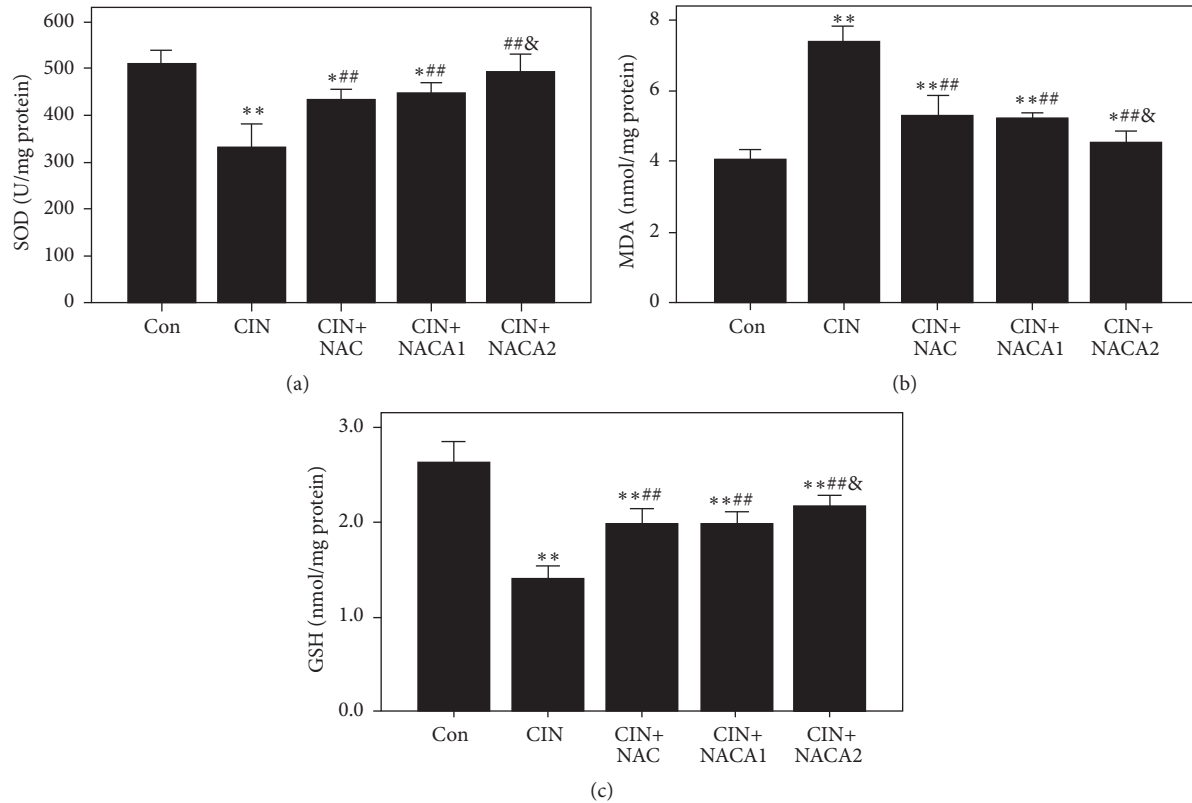 600
500
400
300
200
100
0
SOD (U/mg protein)
**
*##
*##
##&
Con
CIN
CIN+
NAC
CIN+
NACA1
CIN+
NACA2
(a)
8
6
4
2
0
MDA (nmol/mg protein)
**
**##
**##
*##&
Con
CIN
CIN+
NAC
CIN+
NACA1
CIN+
NACA2
(b)
3.0
2.0
1.0
0.0
GSH (nmol/mg protein)
**
**##
**##
**##&
Con
CIN
CIN+
NAC
CIN+
NACA1
CIN+
NACA2
(c)